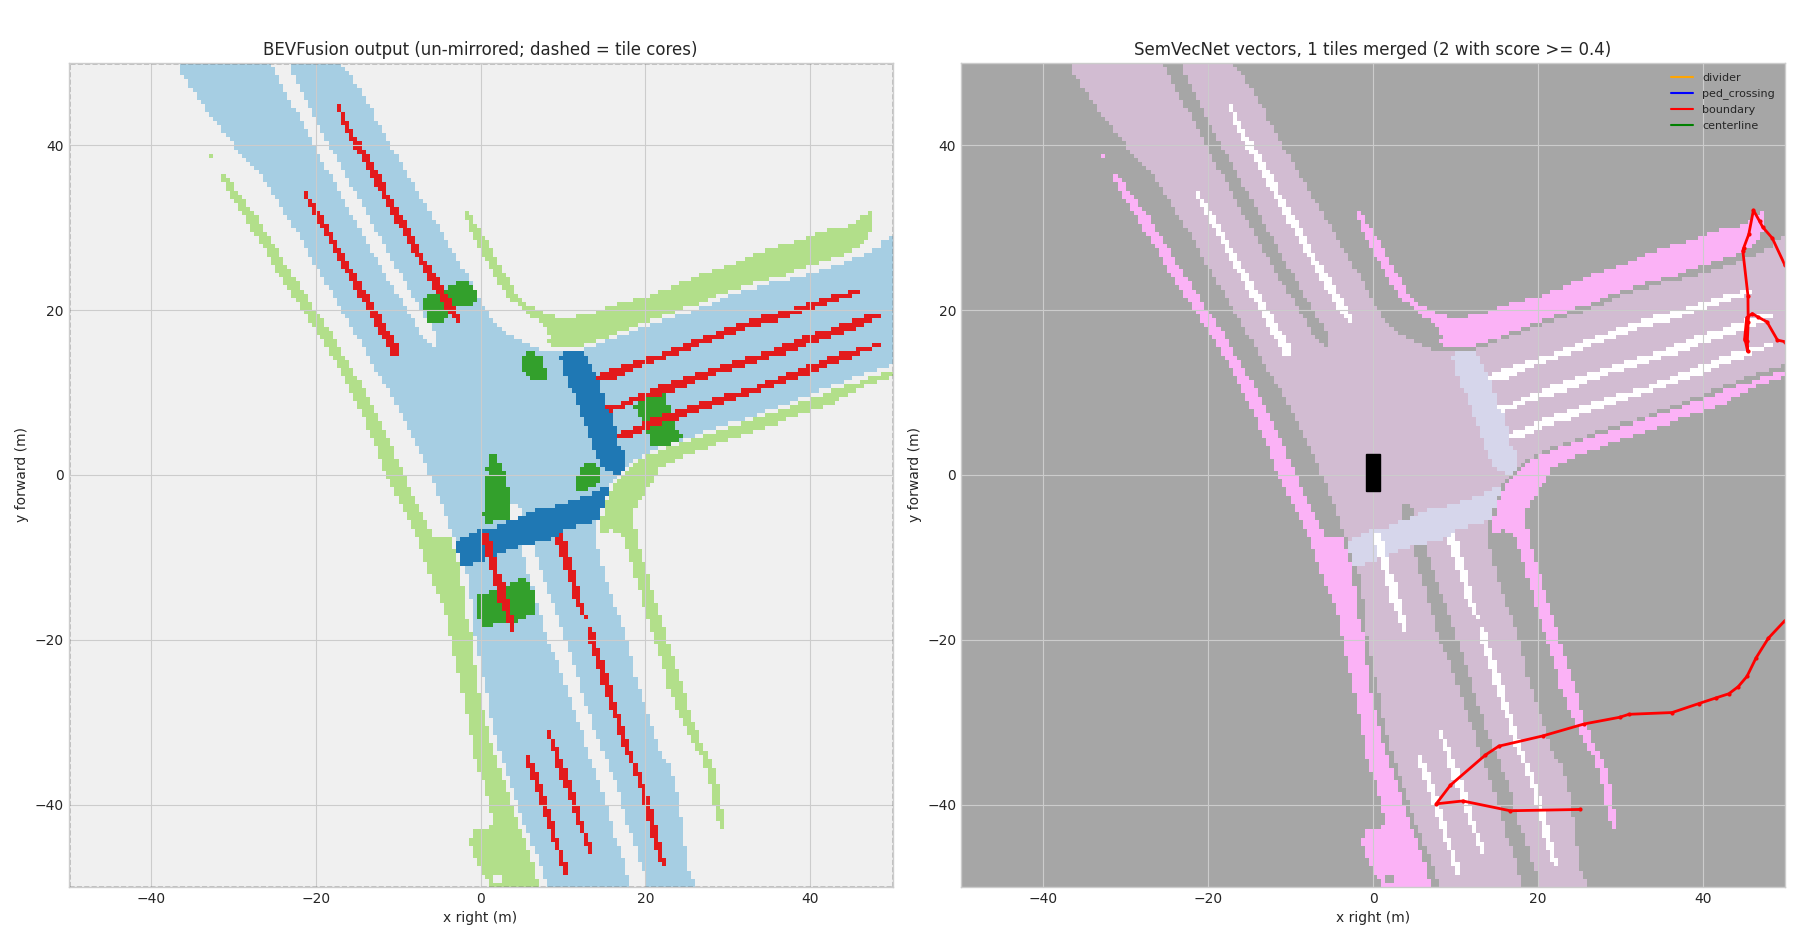 BEVFusion output (un-mirrored; dashed = tile cores)
40
20
0
−20
−40
y forward (m)
−40
−20
0
20
40
x right (m)
SemVecNet vectors, 1 tiles merged (2 with score >= 0.4)
divider
ped_crossing
boundary
centerline
40
20
0
−20
−40
y forward (m)
−40
−20
0
20
40
x right (m)